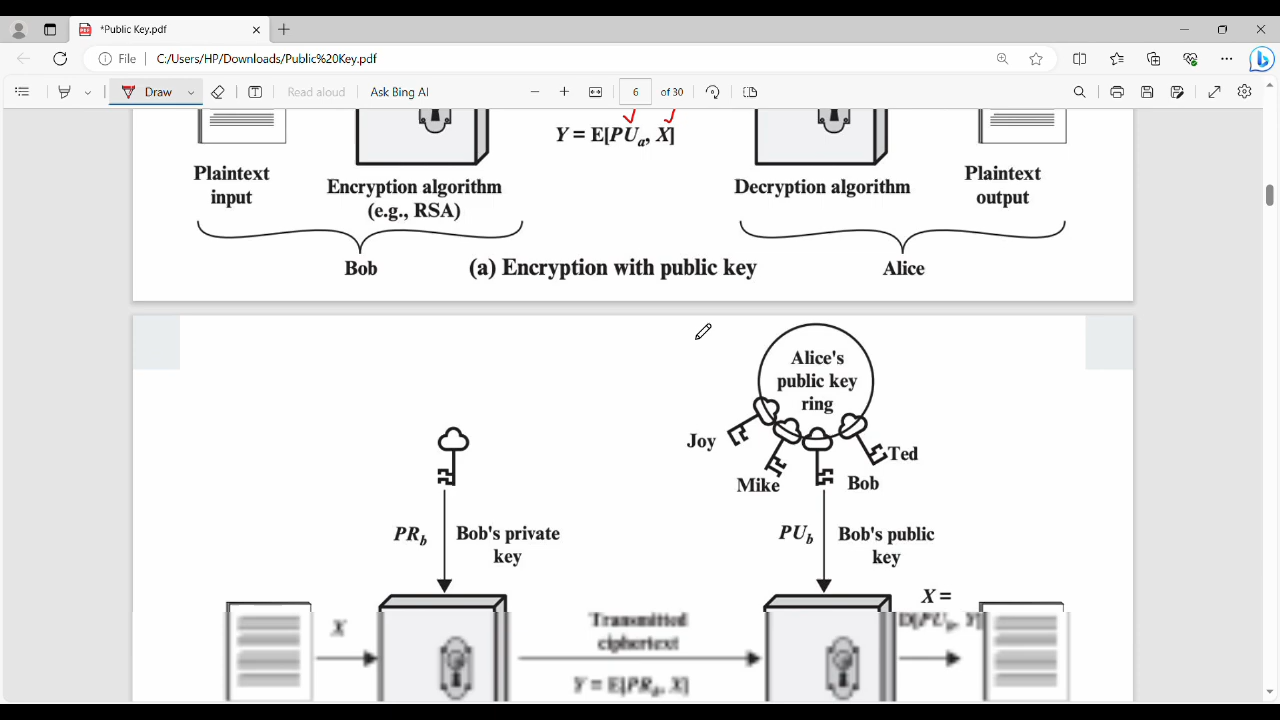 *Public Key.pdf
File
C:/Users/HP/Downloads/Public%20Key.pdf
Draw
Read aloud
Ask Bing AI
6
of 30
Y = E[PUa, X]
Plaintext
input
Encryption algorithm
(e.g., RSA)
Decryption algorithm
Plaintext
output
Bob
(a) Encryption with public key
Alice
Alice's
public key
ring
Joy
Mike
Bob
Ted
PRb
Bob's private
key
PUb
Bob's public
key
X =
D[PUb, Y]
X
Transmitted
ciphertext
Y = E[PRa, X]